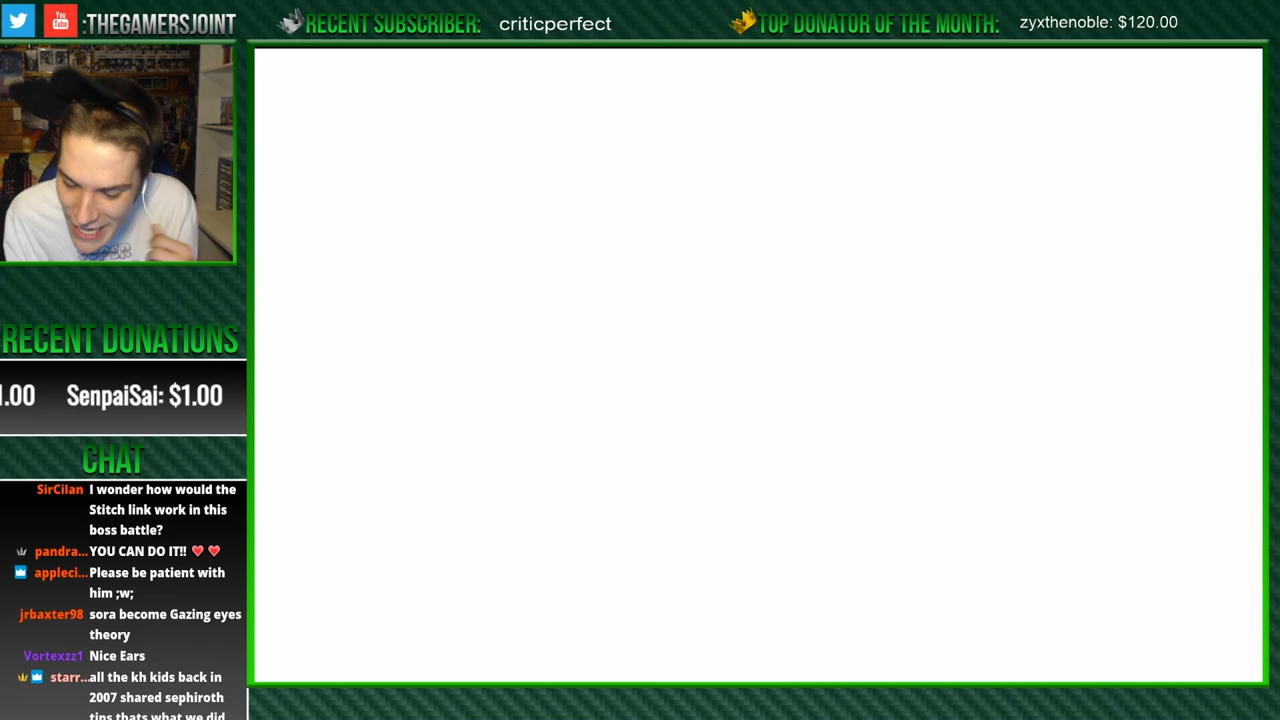 :THEGAMERSJOINT
RECENT SUBSCRIBER: criticperfect
TOP DONATOR OF THE MONTH: zyxthenoble: $120.00
You
Tube
RECENT DONATIONS
1.00 SenpaiSai: $1.00
CHAT
SirCilan I wonder how would the
Stitch link work in this
boss battle?
pandra... YOU CAN DO IT!! ❤️ ❤️
appleci... Please be patient with
him ;w;
jrbaxter98 sora become Gazing eyes
theory
Vortexzz1 Nice Ears
starr... all the kh kids back in
2007 shared sephiroth
tips thats what we did